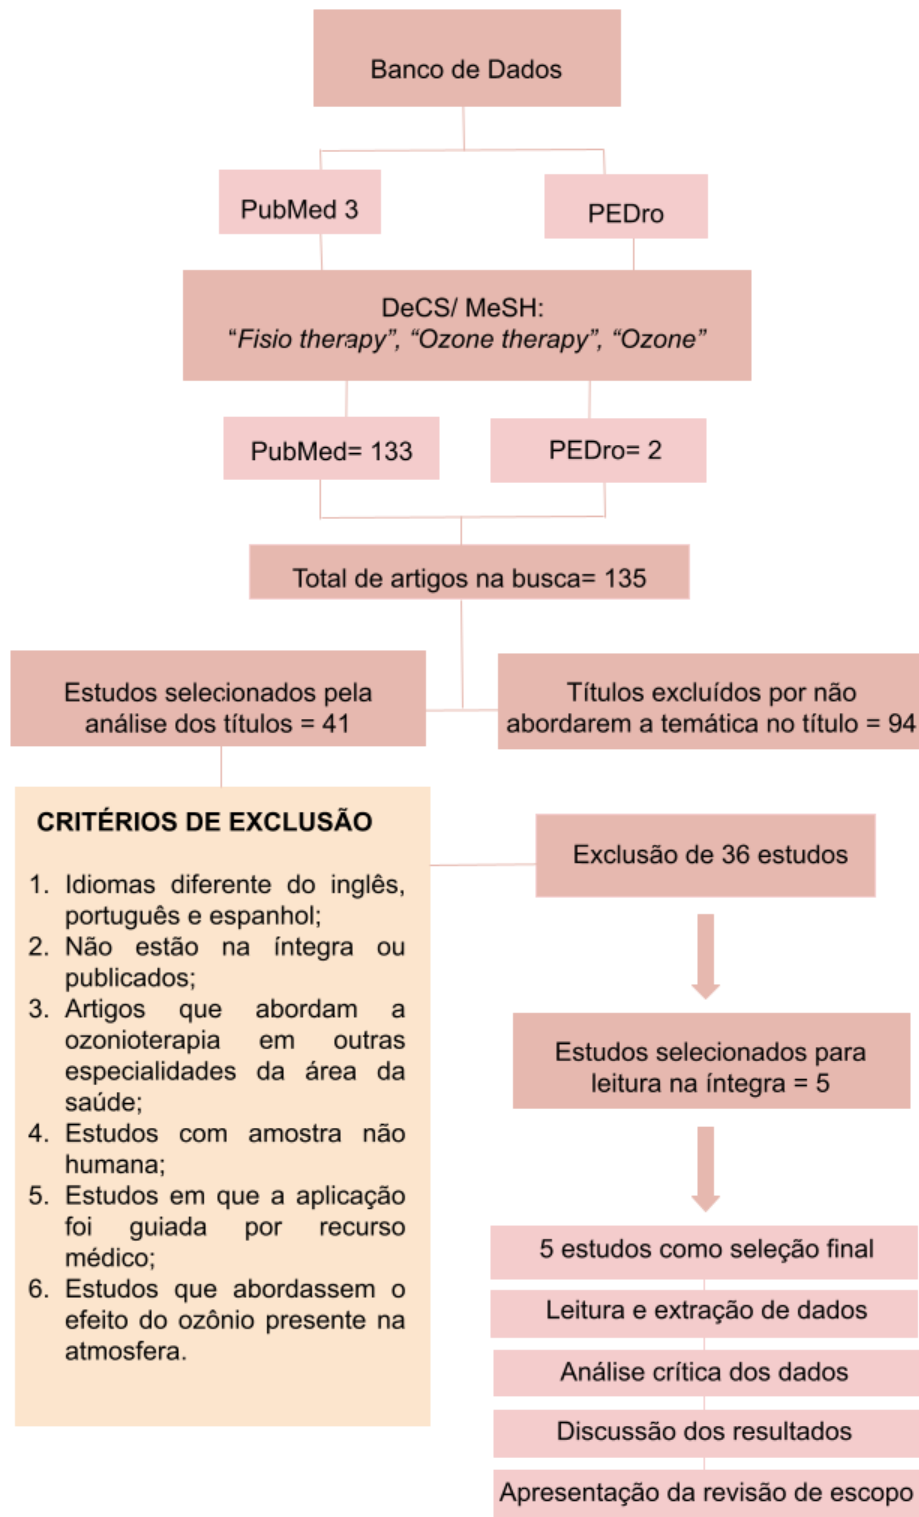 Banco de Dados
PubMed 3
PEDro
DeCS/ MeSH:
“Fisio therapy”, “Ozone therapy”, “Ozone”
PubMed= 133
PEDro= 2
Total de artigos na busca= 135
Estudos selecionados pela
análise dos títulos = 41
Títulos excluídos por não
abordarem a temática no título = 94
CRITÉRIOS DE EXCLUSÃO
1. Idiomas diferente do inglês,
português e espanhol;
2. Não estão na íntegra ou
publicados;
3. Artigos que abordam a
ozonioterapia em outras
especialidades da área da
saúde;
4. Estudos com amostra não
humana;
5. Estudos em que a aplicação
foi guiada por recurso
médico;
6. Estudos que abordassem o
efeito do ozônio presente na
atmosfera.
Exclusão de 36 estudos
Estudos selecionados para
leitura na íntegra = 5
5 estudos como seleção final
Leitura e extração de dados
Análise crítica dos dados
Discussão dos resultados
Apresentação da revisão de escopo